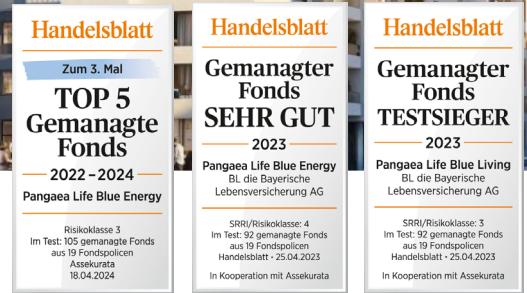 Handelsblatt
Zum 3. Mal
TOP 5
Gemanagte
Fonds
2022 – 2024
Pangaea Life Blue Energy
Risikoklasse 3
Im Test: 105 gemanagte Fonds
aus 19 Fondspolicen
Assekurata
18.04.2024
Handelsblatt
Gemanagter
Fonds
SEHR GUT
2023
Pangaea Life Blue Energy
BL die Bayerische
Lebensversicherung AG
SRRI/Risikoklasse: 4
Im Test: 92 gemanagte Fonds
aus 19 Fondspolicen
Handelsblatt • 25.04.2023
In Kooperation mit Assekurata
Handelsblatt
Gemanagter
Fonds
TESTSIEGER
2023
Pangaea Life Blue Living
BL die Bayerische
Lebensversicherung AG
SRRI/Risikoklasse: 3
Im Test: 92 gemanagte Fonds
aus 19 Fondspolicen
Handelsblatt • 25.04.2023
In Kooperation mit Assekurata